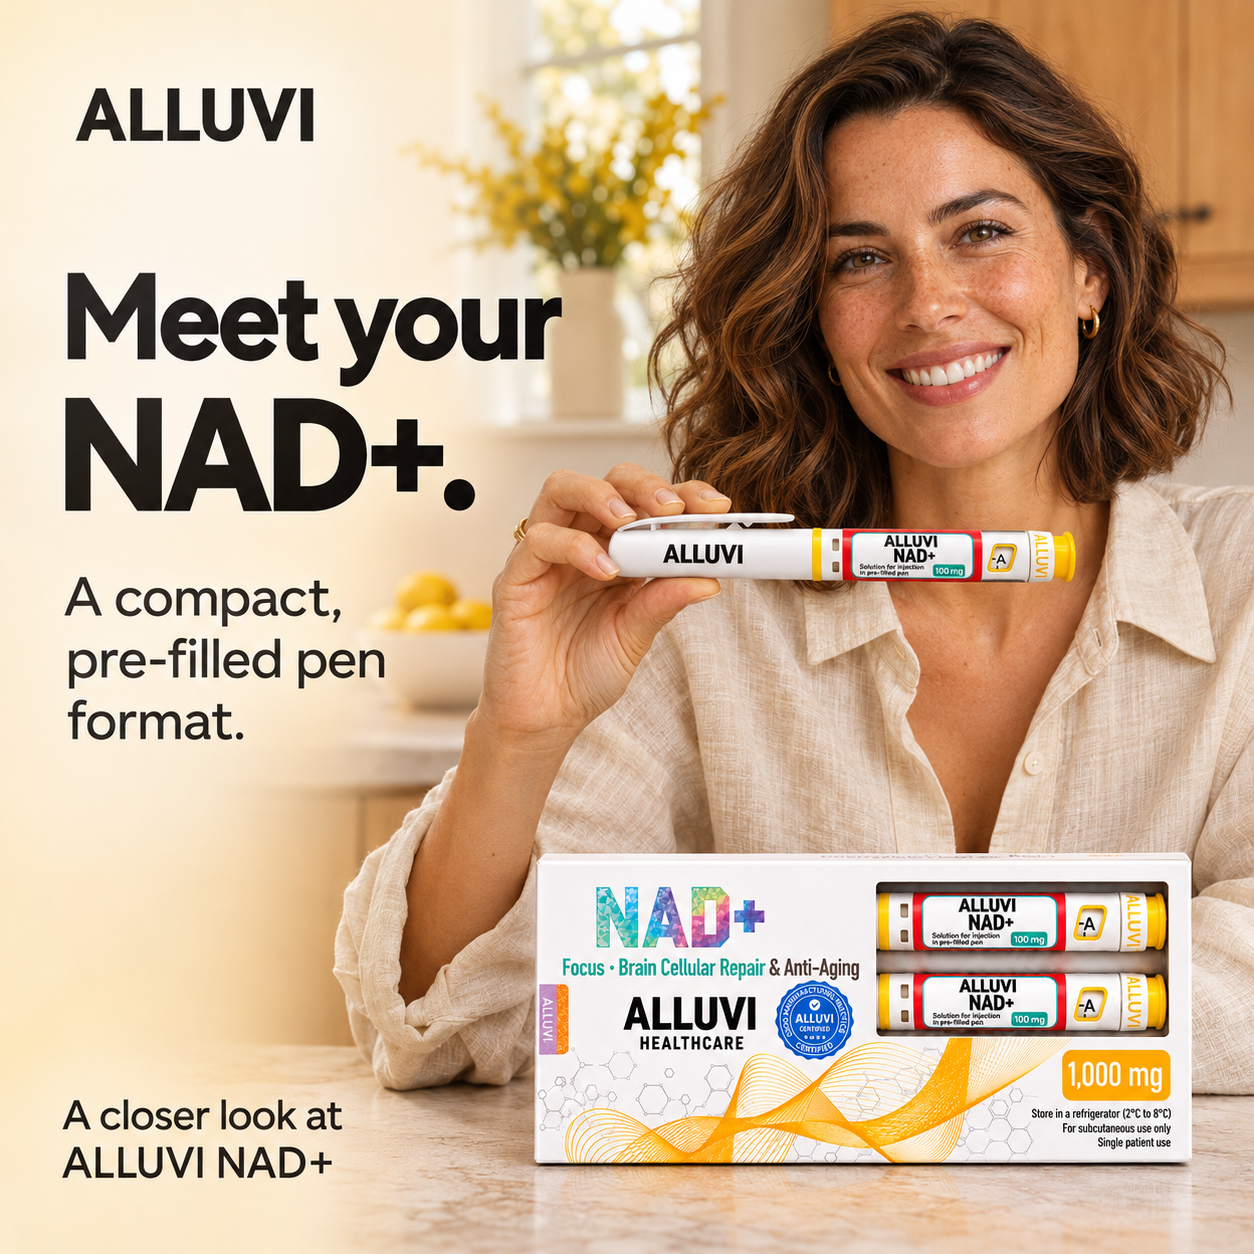 ALLUVI
Meet your
NAD+.
A compact,
pre-filled pen
format.
A closer look at
ALLUVI NAD+
ALLUVI
ALLUVI
NAD+
Solution for injection
in pre-filled pen
100 mg
-A
ALLUVI
NAD+
Focus • Brain Cellular Repair & Anti-Aging
ALLUVI
ALLUVI
HEALTHCARE
ALLUVI
CERTIFIED
CERTIFIED
ALLUVI
NAD+
Solution for injection
in pre-filled pen
100 mg
-A
ALLUVI
ALLUVI
NAD+
Solution for injection
in pre-filled pen
100 mg
-A
ALLUVI
1,000 mg
Store in a refrigerator (2°C to 8°C)
For subcutaneous use only
Single patient use